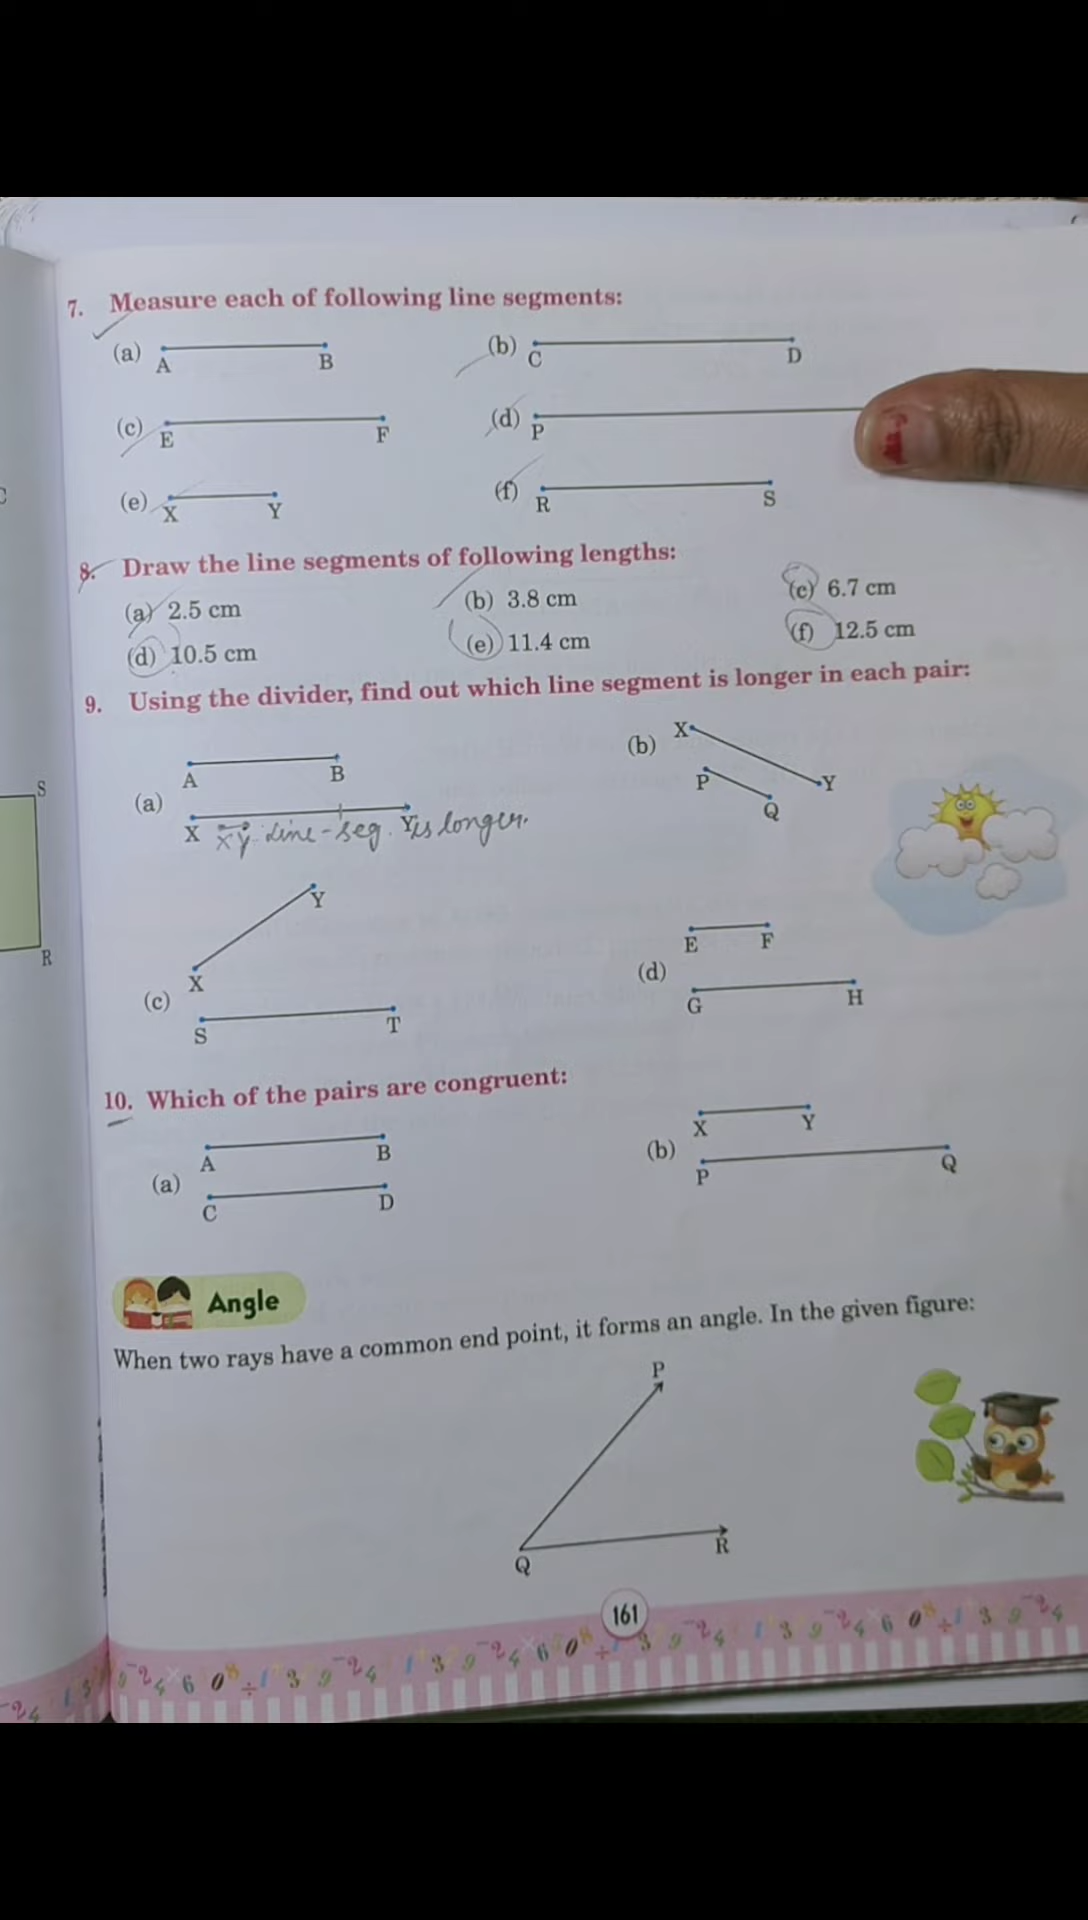 7. Measure each of following line segments:
(a) A B (b) C D
(c) E F (d) P
(e) X Y (f) R S
8. Draw the line segments of following lengths:
(a) 2.5 cm (b) 3.8 cm (c) 6.7 cm
(d) 10.5 cm (e) 11.4 cm (f) 12.5 cm
9. Using the divider, find out which line segment is longer in each pair:
(a) A B
X Y
XY line-seg. is longer.
(b) X Y
P Q
S
R
(c) X Y
S T
(d) E F
G H
10. Which of the pairs are congruent:
(a) A B
C D
(b) X Y
P Q
Angle
When two rays have a common end point, it forms an angle. In the given figure:
P
Q R
161